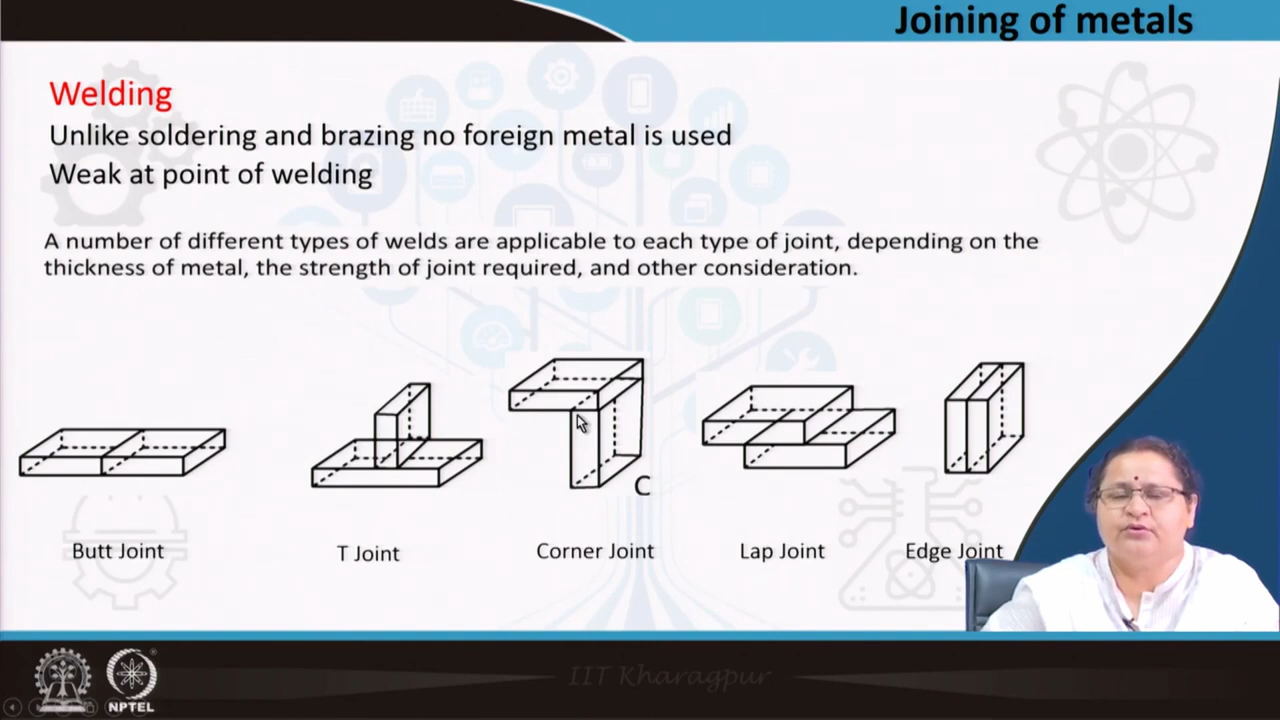 Joining of metals
Welding
Unlike soldering and brazing no foreign metal is used
Weak at point of welding
A number of different types of welds are applicable to each type of joint, depending on the
thickness of metal, the strength of joint required, and other consideration.
C
Butt Joint
T Joint
Corner Joint
Lap Joint
Edge Joint
IIT Kharagpur
NPTEL